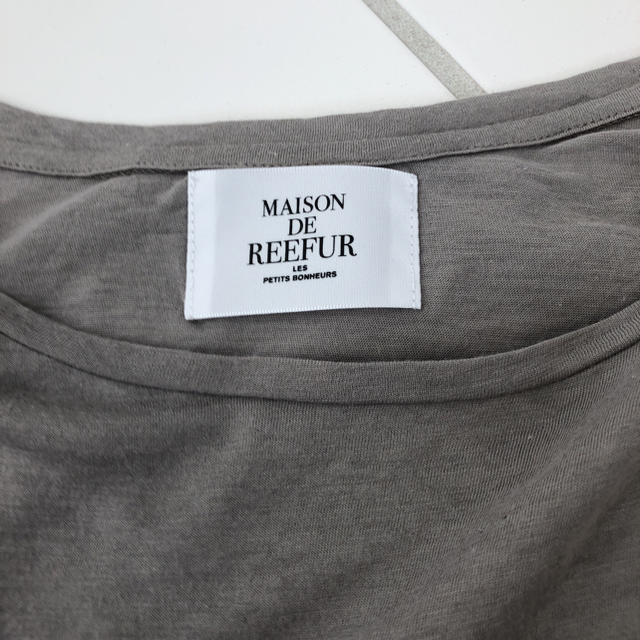 MAISON
DE
REEFUR
LES
PETITS BONHEURS